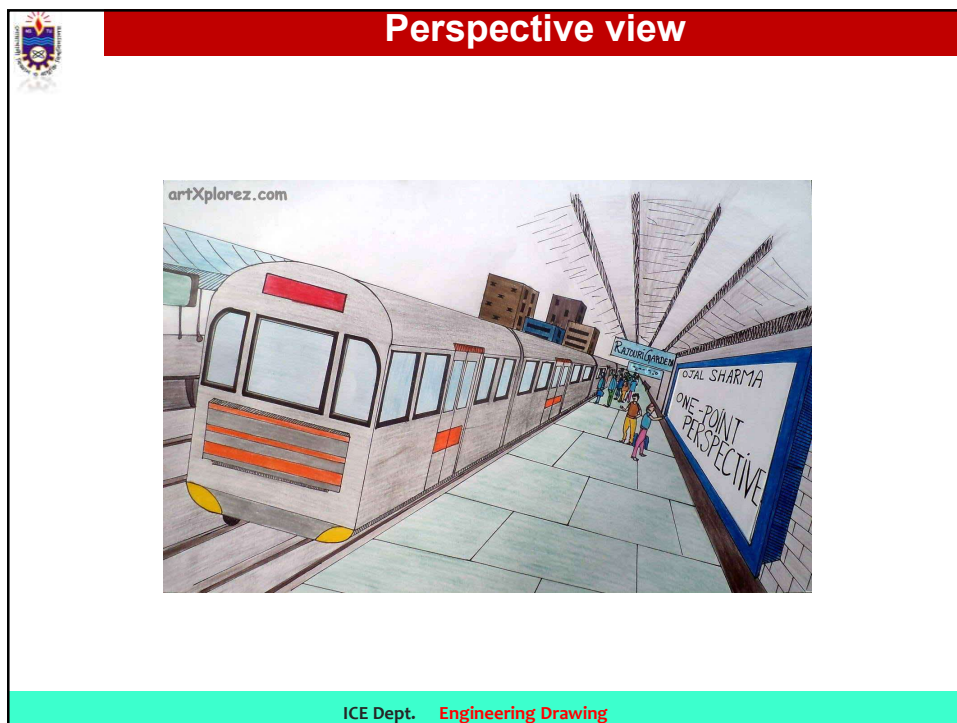 Perspective view
artXplorez.com
RAJOURI GARDEN
OJAL SHARMA
ONE-POINT
PERSPECTIVE
ICE Dept. Engineering Drawing